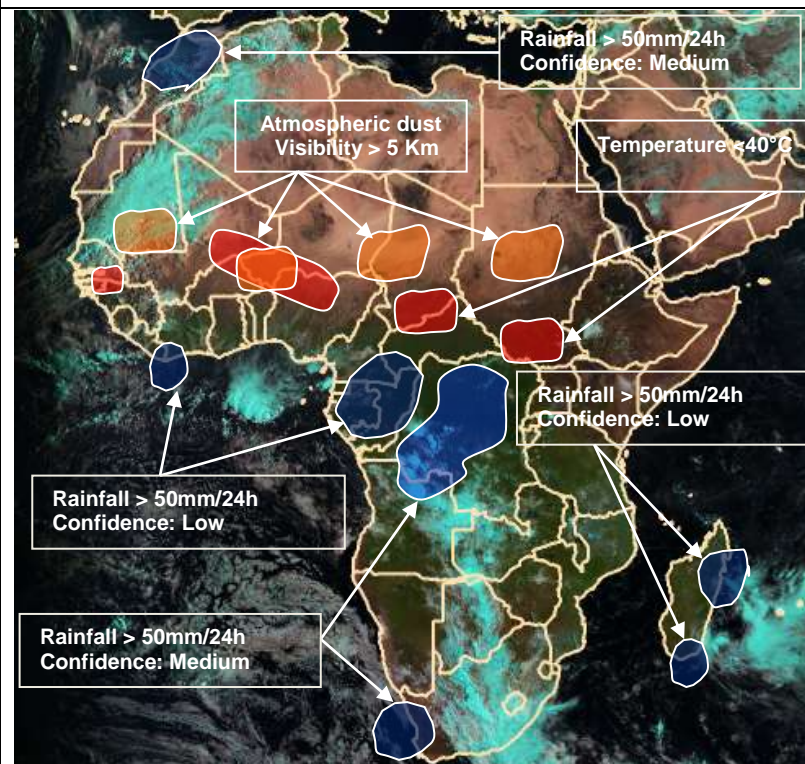 Rainfall > 50mm/24h
Confidence: Medium
Atmospheric dust
Visibility > 5 Km
Temperature <40°C
Rainfall > 50mm/24h
Confidence: Low
Rainfall > 50mm/24h
Confidence: Low
Rainfall > 50mm/24h
Confidence: Medium